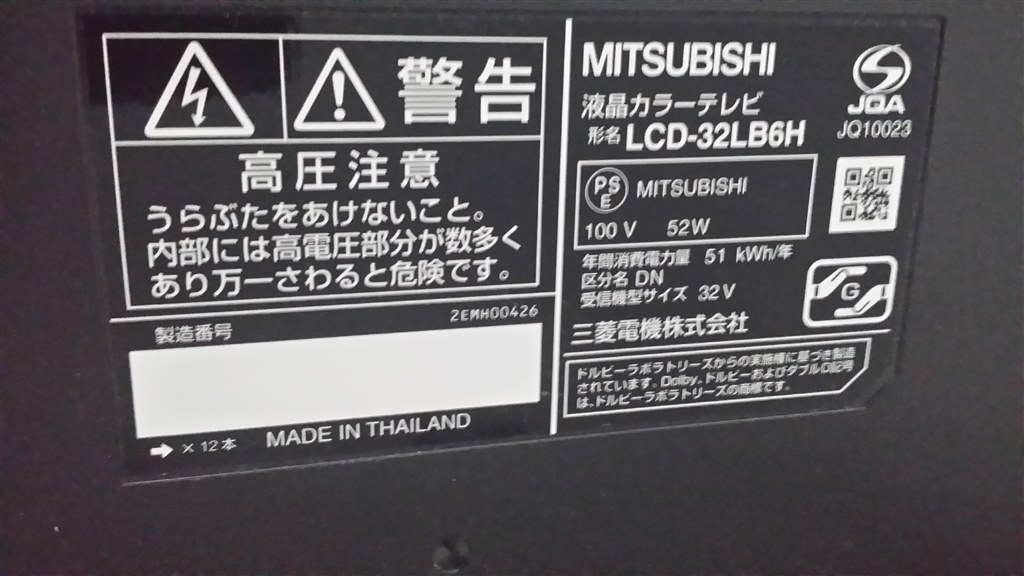 警告
高圧注意
うらぶたをあけないこと。
内部には高電圧部分が数多く
あり万一さわると危険です。
2EMH00426
製造番号
× 12本
MADE IN THAILAND
MITSUBISHI
液晶カラーテレビ
形名 LCD-32LB6H
JQA
JQ10023
PS
E
MITSUBISHI
100 V 52W
年間消費電力量 51 kWh/年
区分名 DN
受信機型サイズ 32V
G
三菱電機株式会社
ドルビーラボラトリーズからの実施権に基づき製造
されています。Dolby、ドルビーおよびダブルD記号
は、ドルビーラボラトリーズの商標です。